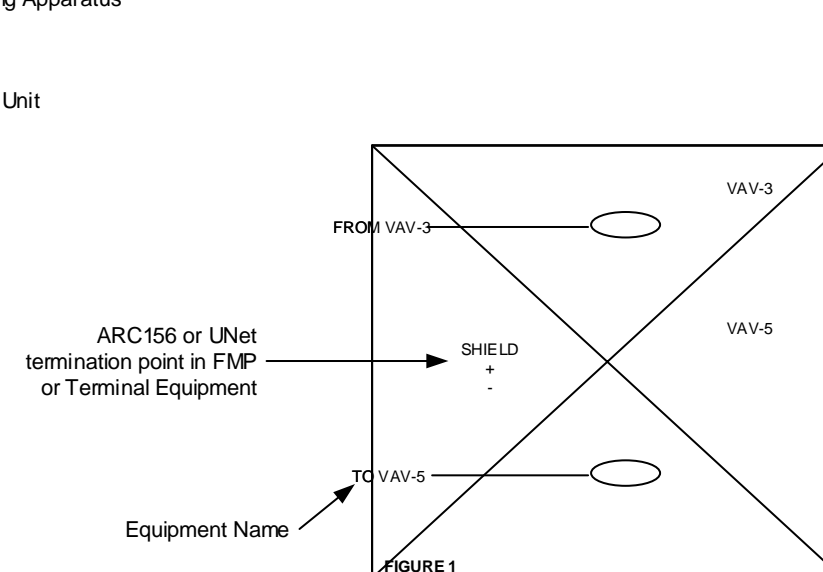 Apparatus
Unit
VAV-3
FROM VAV-3
ARC156 or UNet
termination point in FMP
or Terminal Equipment
SHIELD
+
-
VAV-5
TO VAV-5
Equipment Name
FIGURE 1